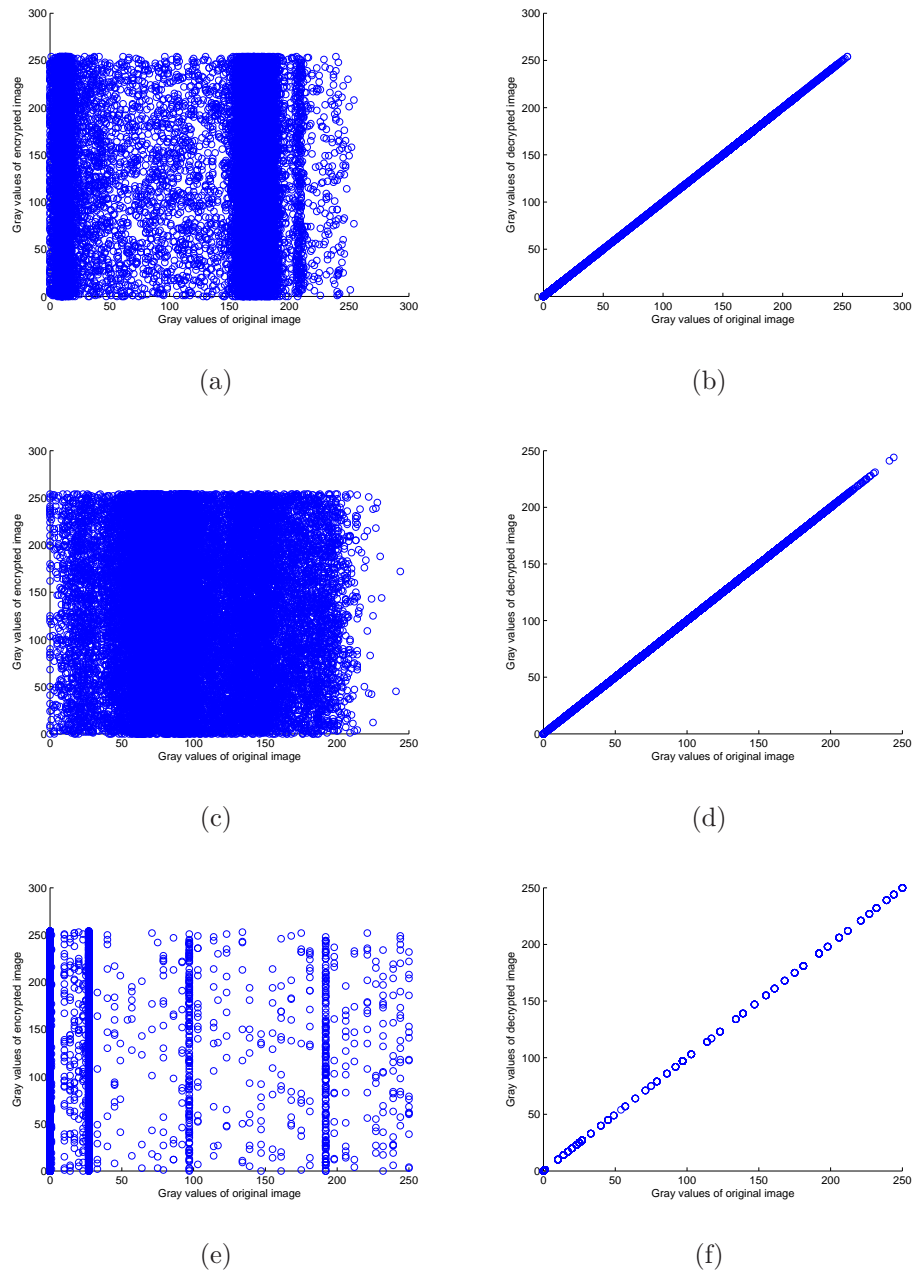 300
250
200
150
100
50
0
Gray values of encrypted image
0 50 100 150 200 250 300
Gray values of original image
(a)
300
250
200
150
100
50
0
Gray values of decrypted image
0 50 100 150 200 250 300
Gray values of original image
(b)
300
250
200
150
100
50
0
Gray values of encrypted image
0 50 100 150 200 250
Gray values of original image
(c)
250
200
150
100
50
0
Gray values of decrypted image
0 50 100 150 200 250
Gray values of original image
(d)
300
250
200
150
100
50
0
Gray values of encrypted image
0 50 100 150 200 250
Gray values of original image
(e)
250
200
150
100
50
0
Gray values of decrypted image
0 50 100 150 200 250
Gray values of original image
(f)